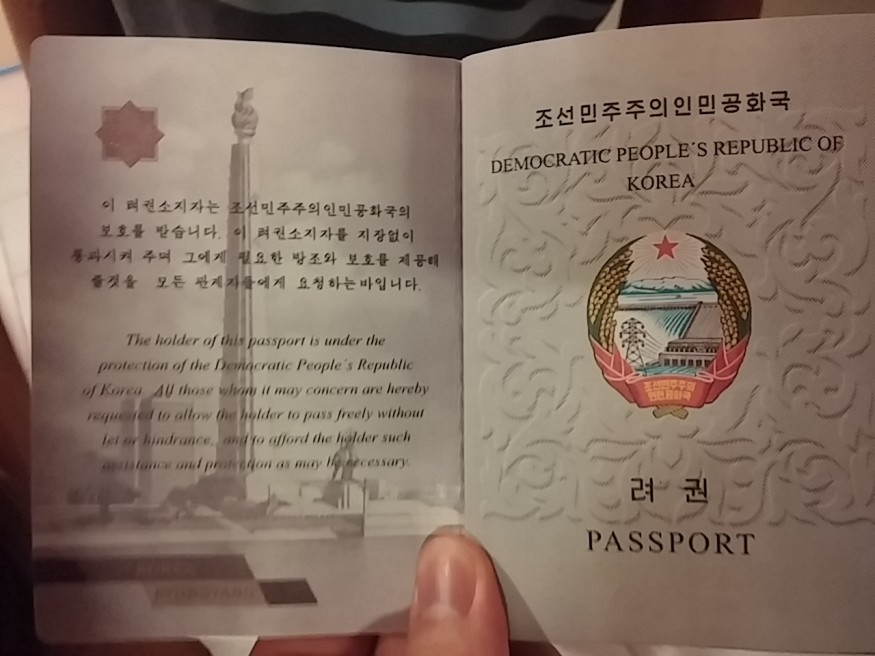 이 려권소지자는 조선민주주의인민공화국의
보호를 받습니다. 이 려권소지자를 지장없이
통과시켜 주며 그에게 필요한 방조와 보호를 제공해
줄것을 모든 관계자들에게 요청하는바입니다.
The holder of this passport is under the
protection of the Democratic People´s Republic
of Korea. All those whom it may concern are hereby
requested to allow the holder to pass freely without
let or hindrance, and to afford the holder such
assistance and protection as may be necessary.
PYONGYANG
조선민주주의인민공화국
DEMOCRATIC PEOPLE´S REPUBLIC OF
KOREA
조선민주주의
인민공화국
려 권
PASSPORT